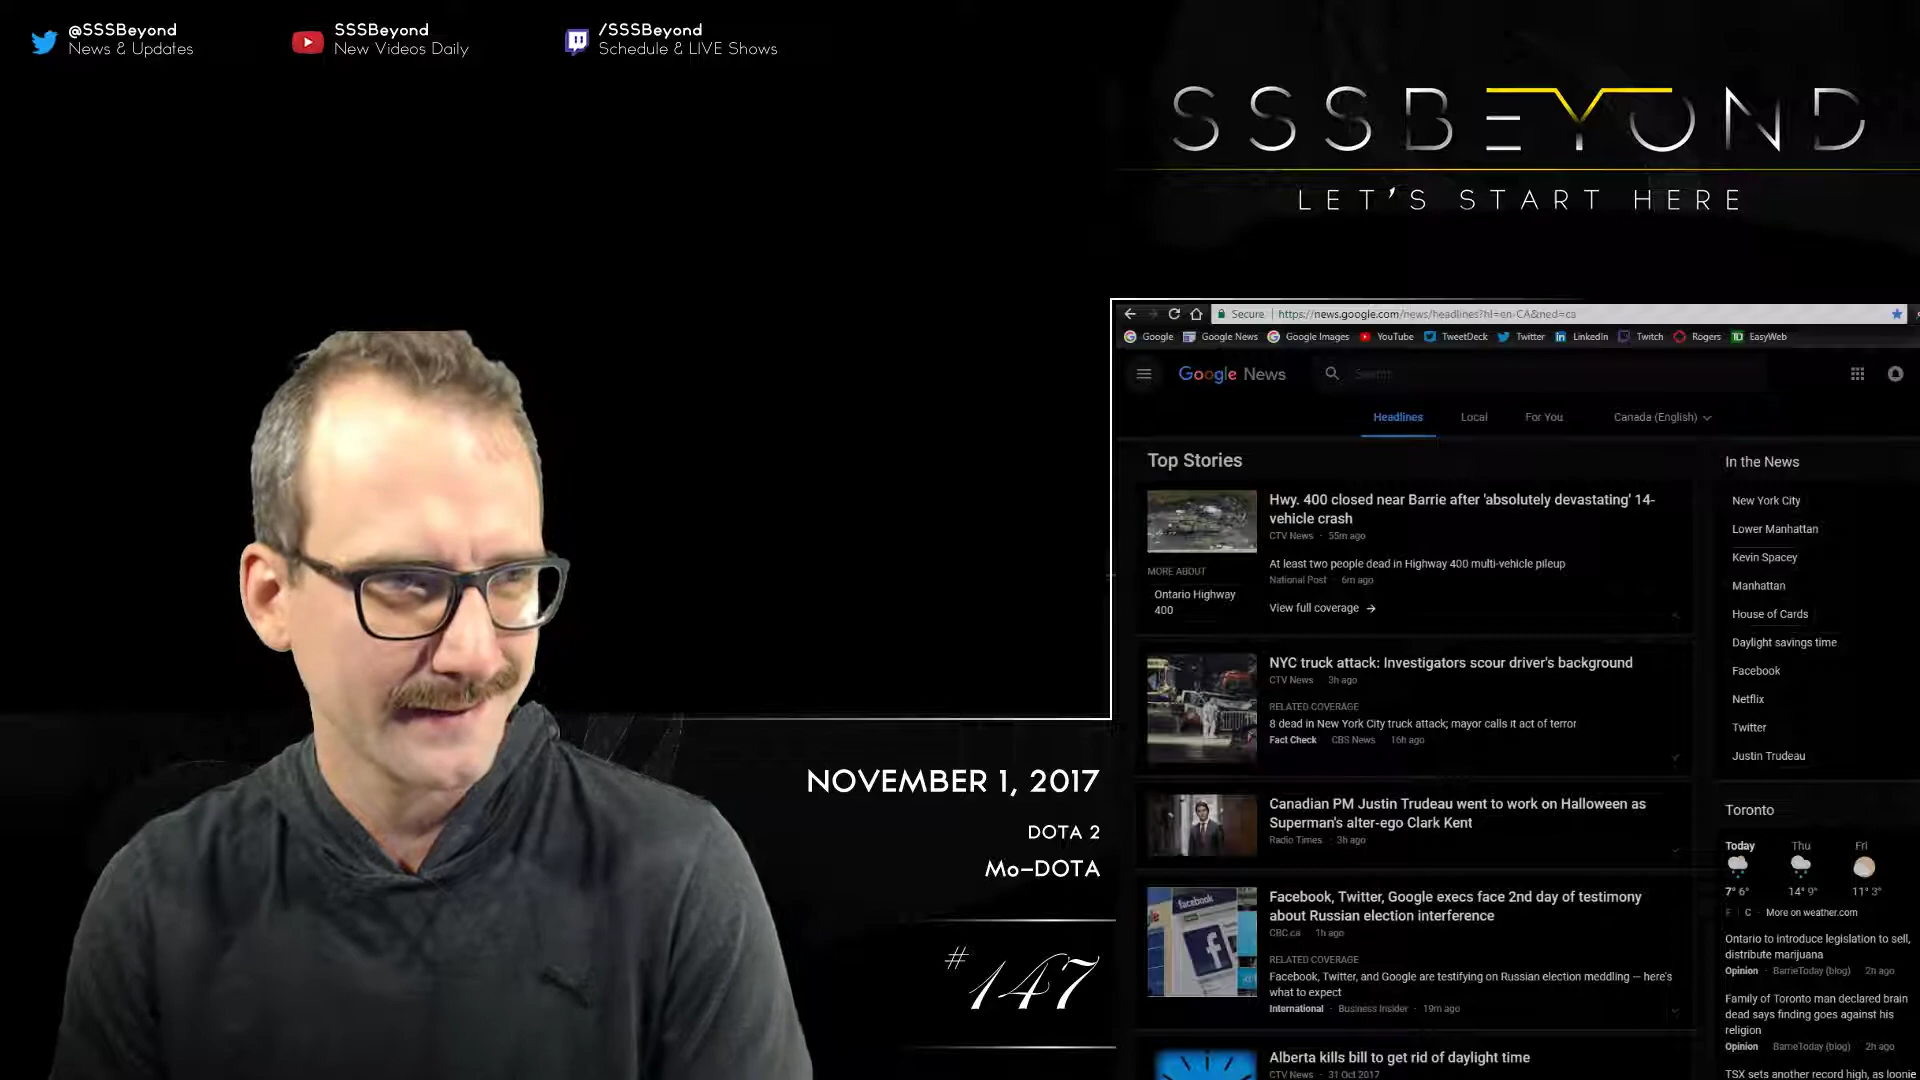 @SSSBeyond
News & Updates
SSSBeyond
New Videos Daily
/SSSBeyond
Schedule & LIVE Shows
SSSBEYOND
LET'S START HERE
Secure
https://news.google.com/news/headlines?hl=en-CA&ned=ca
Google
Google News
Google Images
YouTube
TweetDeck
Twitter
LinkedIn
Twitch
Rogers
EasyWeb
Google News
Search
Headlines
Local
For You
Canada (English)
Top Stories
Hwy. 400 closed near Barrie after 'absolutely devastating' 14-
vehicle crash
CTV News · 55m ago
At least two people dead in Highway 400 multi-vehicle pileup
National Post · 6m ago
View full coverage
MORE ABOUT
Ontario Highway
400
NYC truck attack: Investigators scour driver's background
CTV News · 3h ago
RELATED COVERAGE
8 dead in New York City truck attack; mayor calls it act of terror
Fact Check · CBS News · 16h ago
Canadian PM Justin Trudeau went to work on Halloween as
Superman's alter-ego Clark Kent
Radio Times · 3h ago
facebook
Facebook, Twitter, Google execs face 2nd day of testimony
about Russian election interference
CBC.ca · 1h ago
RELATED COVERAGE
Facebook, Twitter, and Google are testifying on Russian election meddling — here's
what to expect
International · Business Insider · 19m ago
Alberta kills bill to get rid of daylight time
CTV News · 31 Oct 2017
In the News
New York City
Lower Manhattan
Kevin Spacey
Manhattan
House of Cards
Daylight savings time
Facebook
Netflix
Twitter
Justin Trudeau
Toronto
Today
Thu
Fri
7° 6°
14° 9°
11° 3°
F | C · More on weather.com
Ontario to introduce legislation to sell,
distribute marijuana
Opinion · BarrieToday (blog) · 2h ago
Family of Toronto man declared brain
dead says finding goes against his
religion
Opinion · BarrieToday (blog) · 2h ago
TSX sets another record high, as loonie
NOVEMBER 1, 2017
DOTA 2
Mo-DOTA
#147